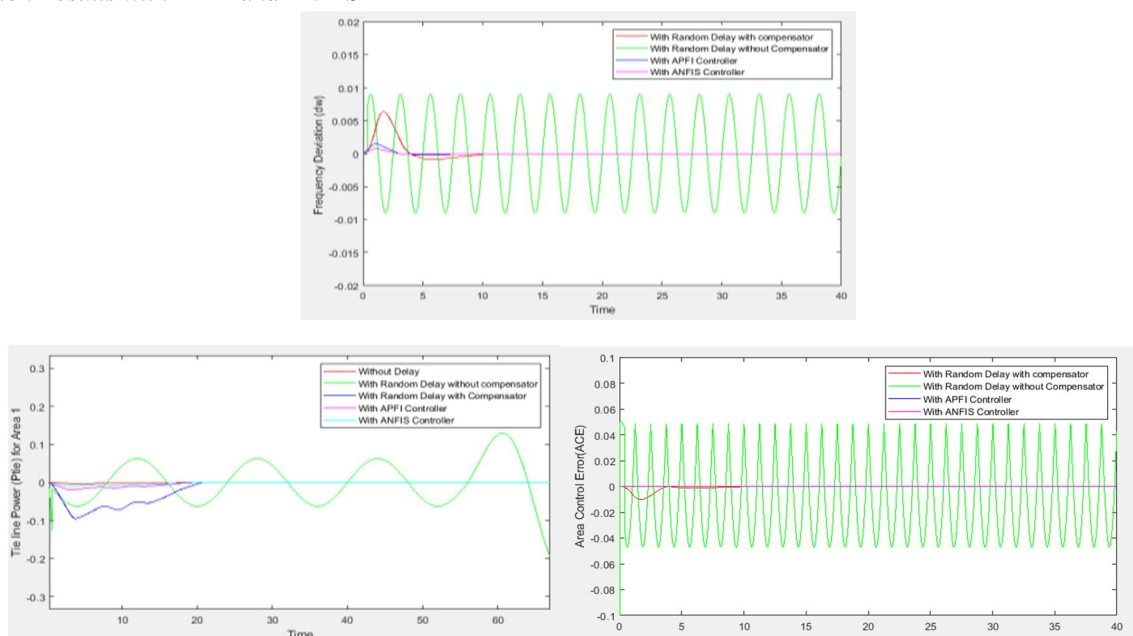 0.02
0.015
0.01
0.005
0
-0.005
-0.01
-0.015
-0.02
Frequency Deviation (dw)
With Random Delay with compensator
With Random Delay without Compensator
With APFI Controller
With ANFIS Controller
0 5 10 15 20 25 30 35 40
Time
0.3
0.2
0.1
0
-0.1
-0.2
-0.3
Tie line Power (Ptie) for Area 1
Without Delay
With Random Delay without compensator
With Random Delay with Compensator
With APFI Controller
With ANFIS Controller
10 20 30 40 50 60
Time
0.1
0.08
0.06
0.04
0.02
0
-0.02
-0.04
-0.06
-0.08
-0.1
Area Control Error(ACE)
With Random Delay with compensator
With Random Delay without Compensator
With APFI Controller
With ANFIS Controller
0 5 10 15 20 25 30 35 40